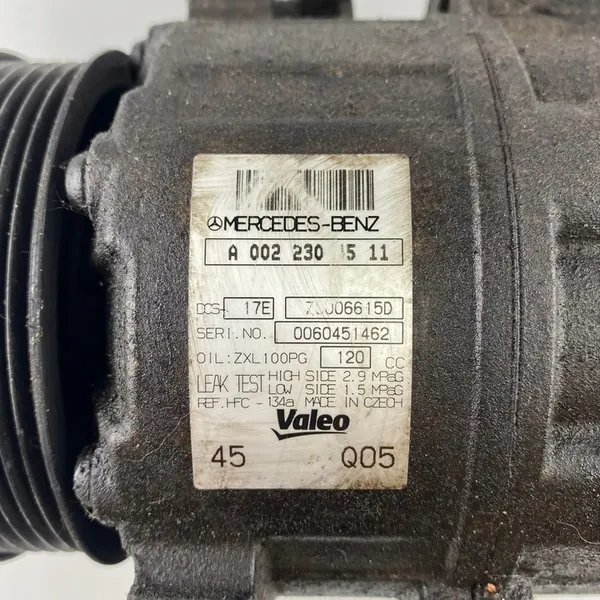 MERCEDES-BENZ
A 002 230 5 11
DCS- 17E
SERI.NO. 0060451462
OIL:ZXL100PG 120 CC
LEAK TEST HIGH SIDE 2.9 MPaG
LOW SIDE 1.5 MPaG
REF.HFC-134a MADE IN CZECH
Valeo
45 Q05